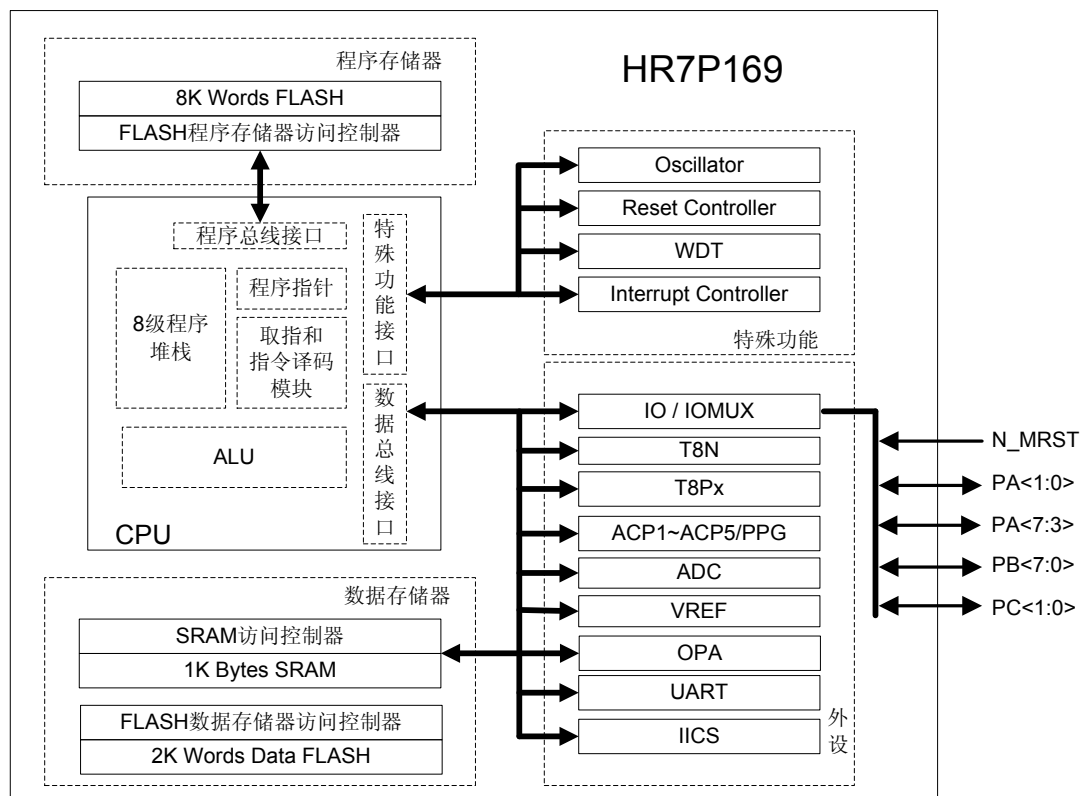 程序存储器
8K Words FLASH
FLASH程序存储器访问控制器
HR7P169
程序总线接口
特殊功能接口
8级程序
堆栈
程序指针
取指和
指令译码
模块
数据总线接口
ALU
CPU
Oscillator
Reset Controller
WDT
Interrupt Controller
特殊功能
IO / IOMUX
T8N
T8Px
ACP1~ACP5/PPG
ADC
VREF
OPA
UART
IICS
外设
N_MRST
PA<1:0>
PA<7:3>
PB<7:0>
PC<1:0>
数据存储器
SRAM访问控制器
1K Bytes SRAM
FLASH数据存储器访问控制器
2K Words Data FLASH